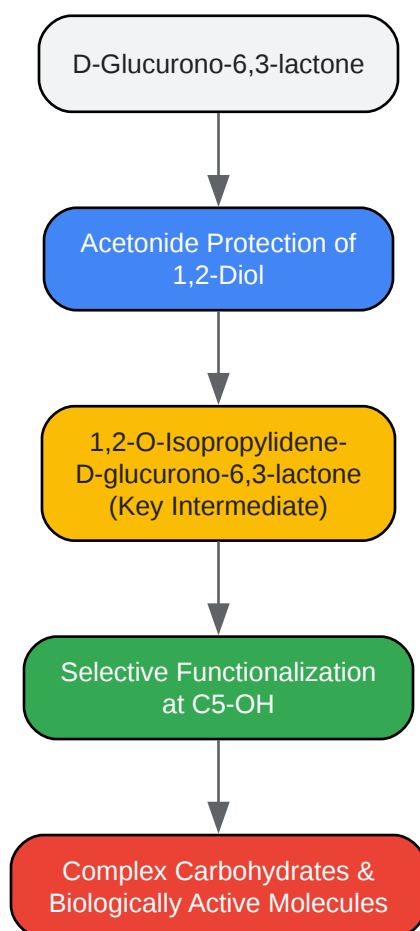 D-Glucurono-6,3-lactone
Acetonide Protection of
1,2-Diol
1,2-O-Isopropylidene-
D-glucurono-6,3-lactone
(Key Intermediate)
Selective Functionalization
at C5-OH
Complex Carbohydrates &
Biologically Active Molecules